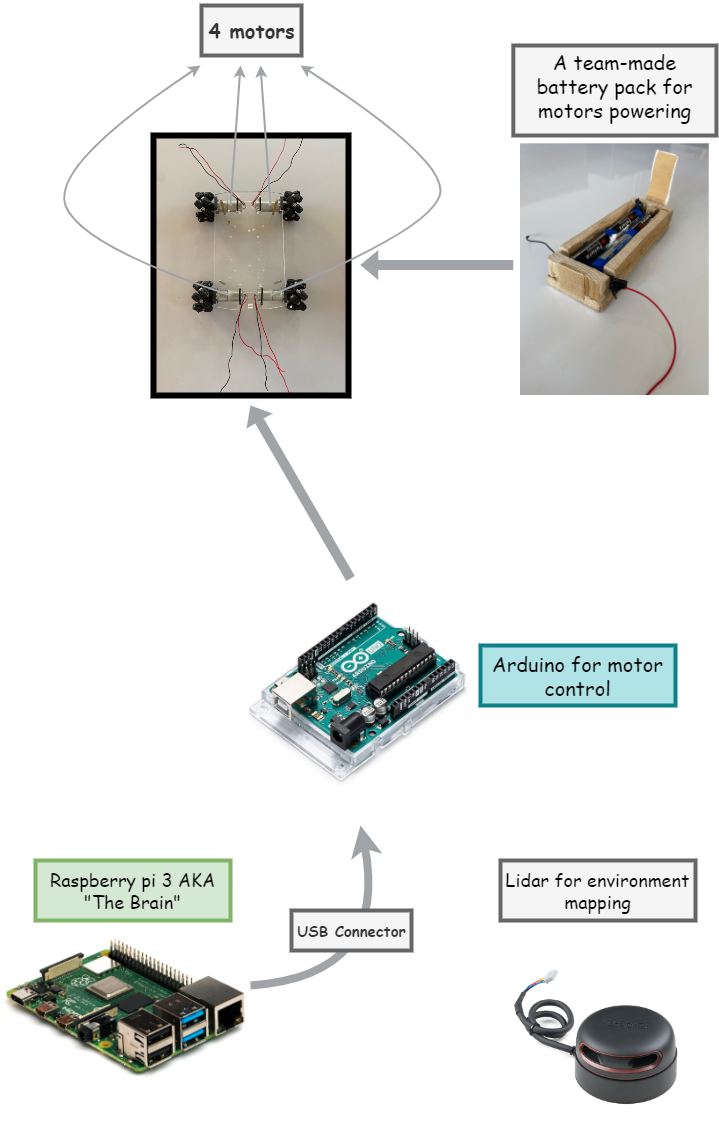 4 motors
A team-made
battery pack for
motors powering
ARDUINO
Arduino for motor
control
Raspberry pi 3 AKA
"The Brain"
USB Connector
Lidar for environment
mapping